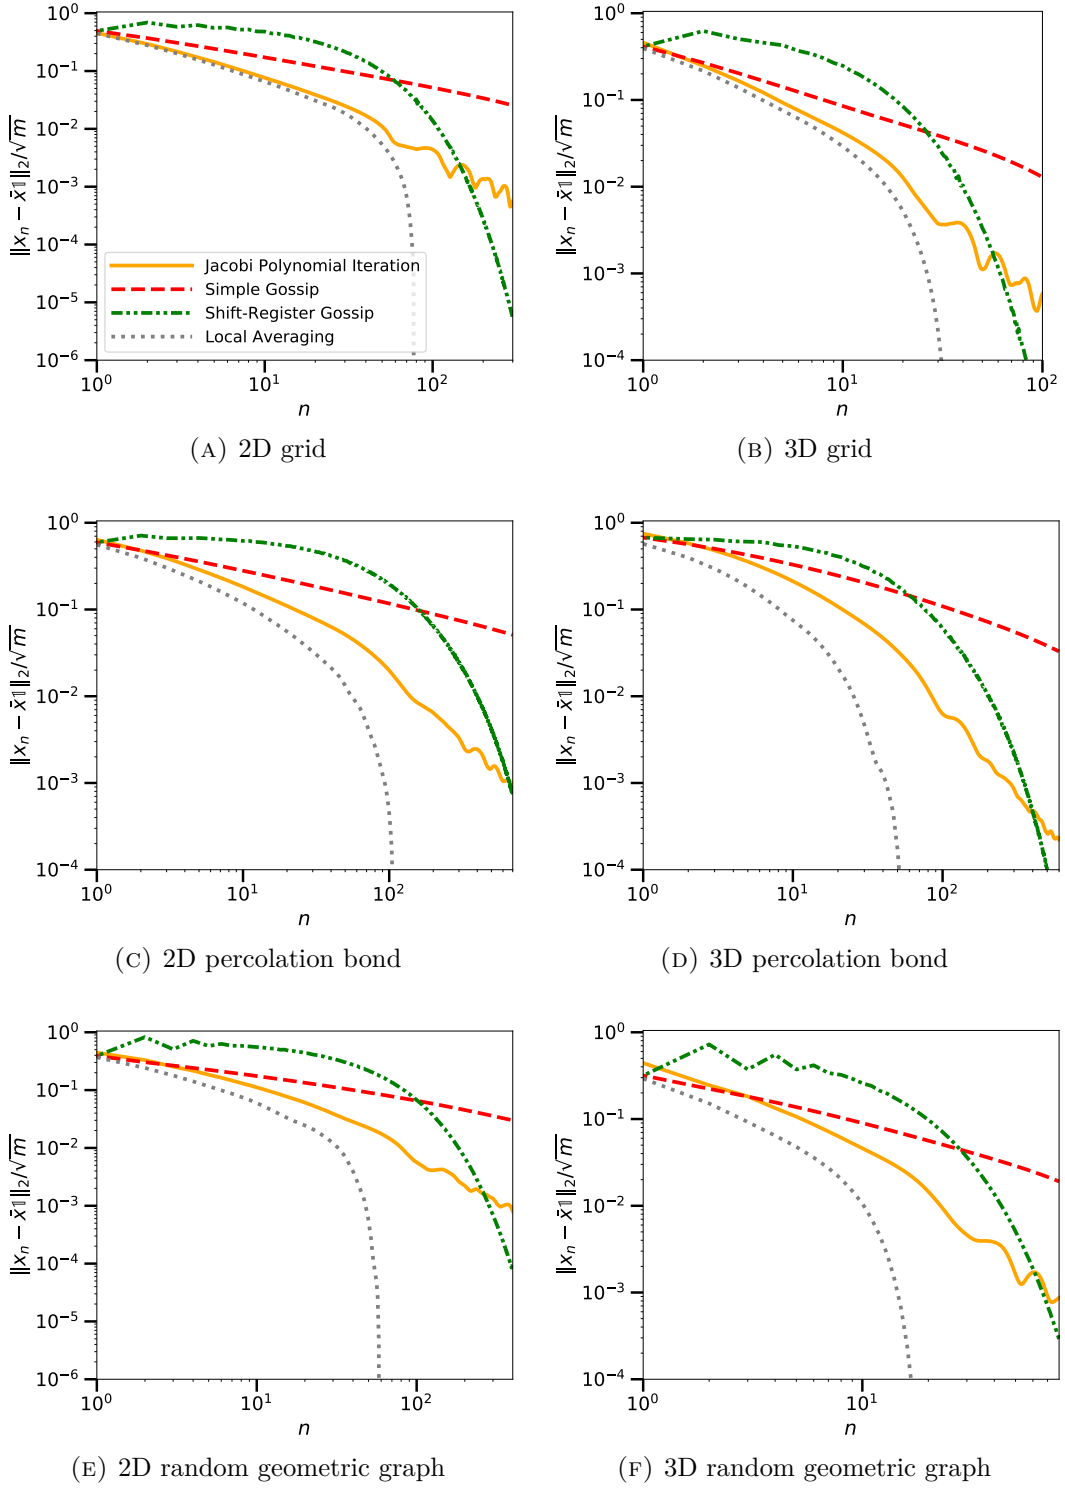 10^0
10^−1
10^−2
10^−3
10^−4
10^−5
10^−6
‖x_n − x̄𝟙‖_2/√m
Jacobi Polynomial Iteration
Simple Gossip
Shift-Register Gossip
Local Averaging
10^0 10^1 10^2
n
(A) 2D grid
10^0
10^−1
10^−2
10^−3
10^−4
‖x_n − x̄𝟙‖_2/√m
10^0 10^1 10^2
n
(B) 3D grid
10^0
10^−1
10^−2
10^−3
10^−4
‖x_n − x̄𝟙‖_2/√m
10^0 10^1 10^2
n
(C) 2D percolation bond
10^0
10^−1
10^−2
10^−3
10^−4
‖x_n − x̄𝟙‖_2/√m
10^0 10^1 10^2
n
(D) 3D percolation bond
10^0
10^−1
10^−2
10^−3
10^−4
10^−5
10^−6
‖x_n − x̄𝟙‖_2/√m
10^0 10^1 10^2
n
(E) 2D random geometric graph
10^0
10^−1
10^−2
10^−3
10^−4
‖x_n − x̄𝟙‖_2/√m
10^0 10^1
n
(F) 3D random geometric graph